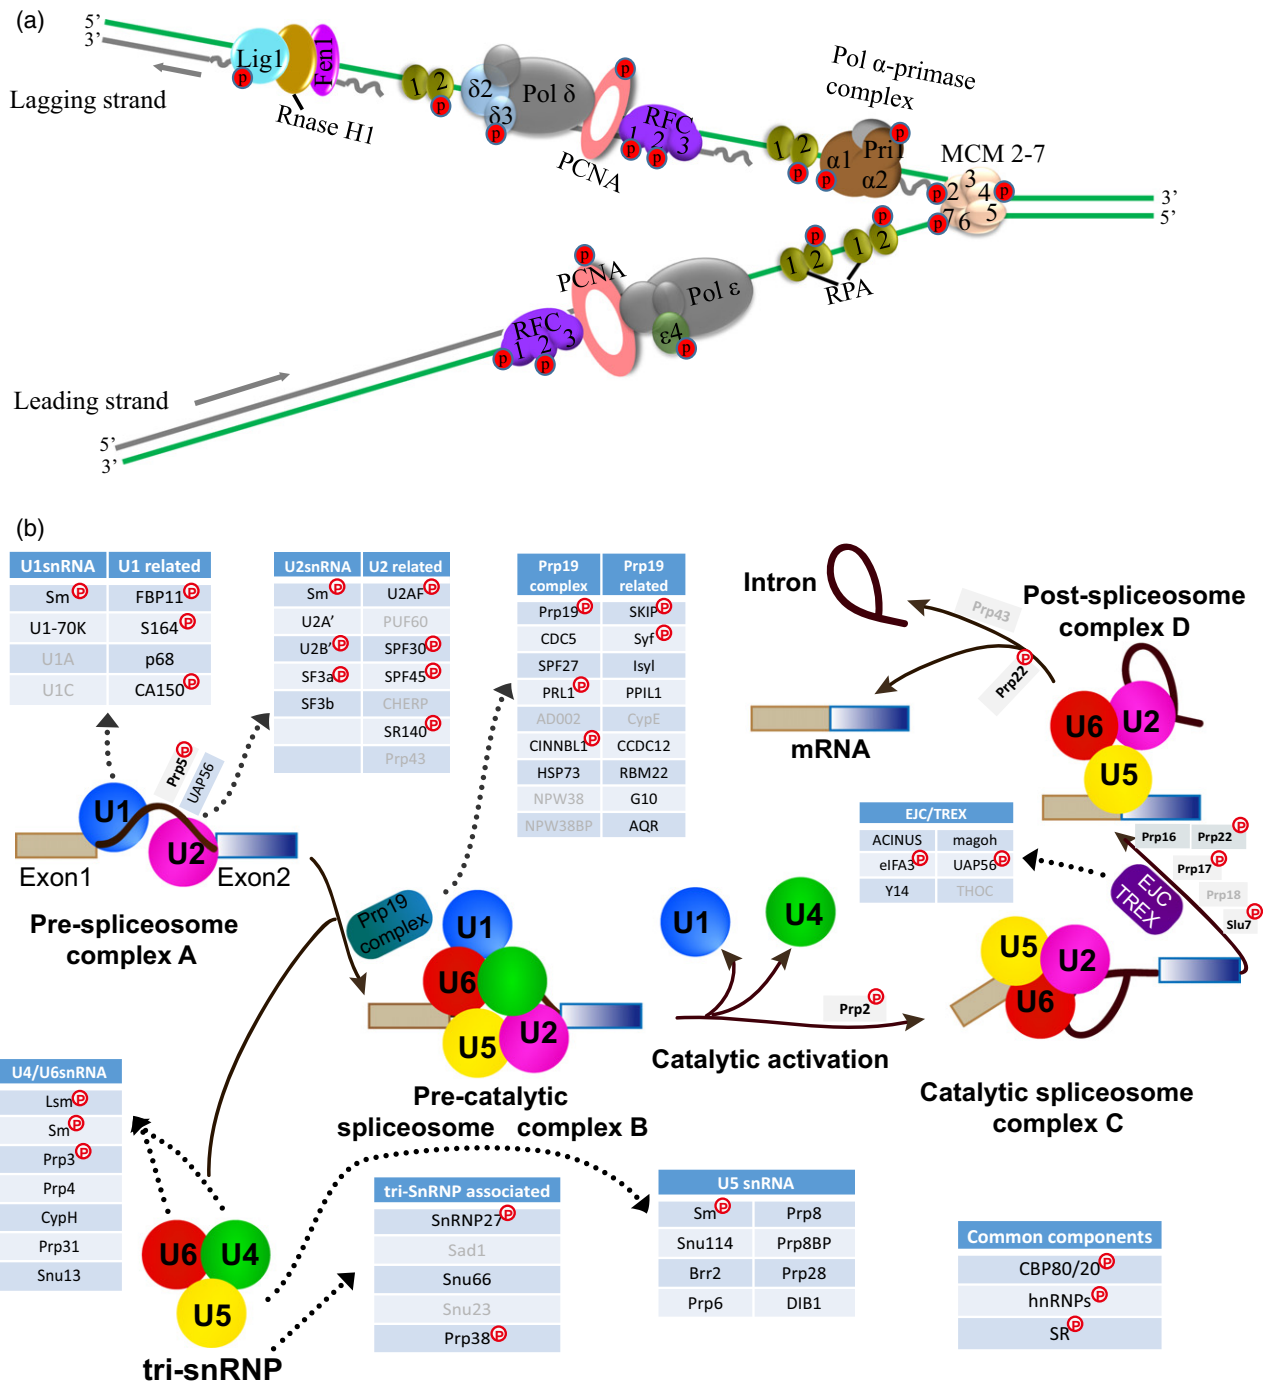 (a)
5’
3’
Lagging strand
Lig1
p
Rnase H1
Fen1
1 2
p
δ2
δ3
p
Pol δ
PCNA
p
RFC
1 2 3
p
p
Pol α-primase
complex
1 2
p
α1
Pri1
α2
p
p
MCM 2-7
2 3 4
7 6 5
p
p
p
3’
5’
PCNA
p
Pol ε
ε4
p
1 2
p
1 2
p
RPA
RFC
1 2 3
p
p
Leading strand
5’
3’
(b)
U1snRNA U1 related
Sm P FBP11 P
U1-70K S164 P
U1A p68
U1C CA150 P
U2snRNA U2 related
Sm P U2AF P
U2A’ PUF60
U2B’ P SPF30 P
SF3a P SPF45 P
SF3b CHERP
SR140 P
Prp43
Prp19 complex Prp19 related
Prp19 P SKIP P
CDC5 Syf P
SPF27 Isyl
PRL1 P PPIL1
AD002 CypE
CINNBL1 P CCDC12
HSP73 RBM22
NPW38 G10
NPW38BP AQR
Intron
Prp43
Prp22 P
mRNA
Post-spliceosome
complex D
U6 U2
U5
Prp5 P
UAP56
U1
U2
Exon1
Exon2
Pre-spliceosome
complex A
Prp19
complex
U1
U6
U5
U2
Pre-catalytic
spliceosome complex B
U1
U4
Prp2 P
Catalytic activation
EJC/TREX
ACINUS magoh
eIFA3 P UAP56 P
Y14 THOC
EJC
TREX
Prp16 Prp22 P
Prp17 P
Prp18
Slu7 P
U5
U2
U6
Catalytic spliceosome
complex C
U4/U6snRNA
Lsm P
Sm P
Prp3 P
Prp4
CypH
Prp31
Snu13
U6 U4
U5
tri-snRNP
tri-SnRNP associated
SnRNP27 P
Sad1
Snu66
Snu23
Prp38 P
U5 snRNA
Sm P Prp8
Snu114 Prp8BP
Brr2 Prp28
Prp6 DIB1
Common components
CBP80/20 P
hnRNPs P
SR P